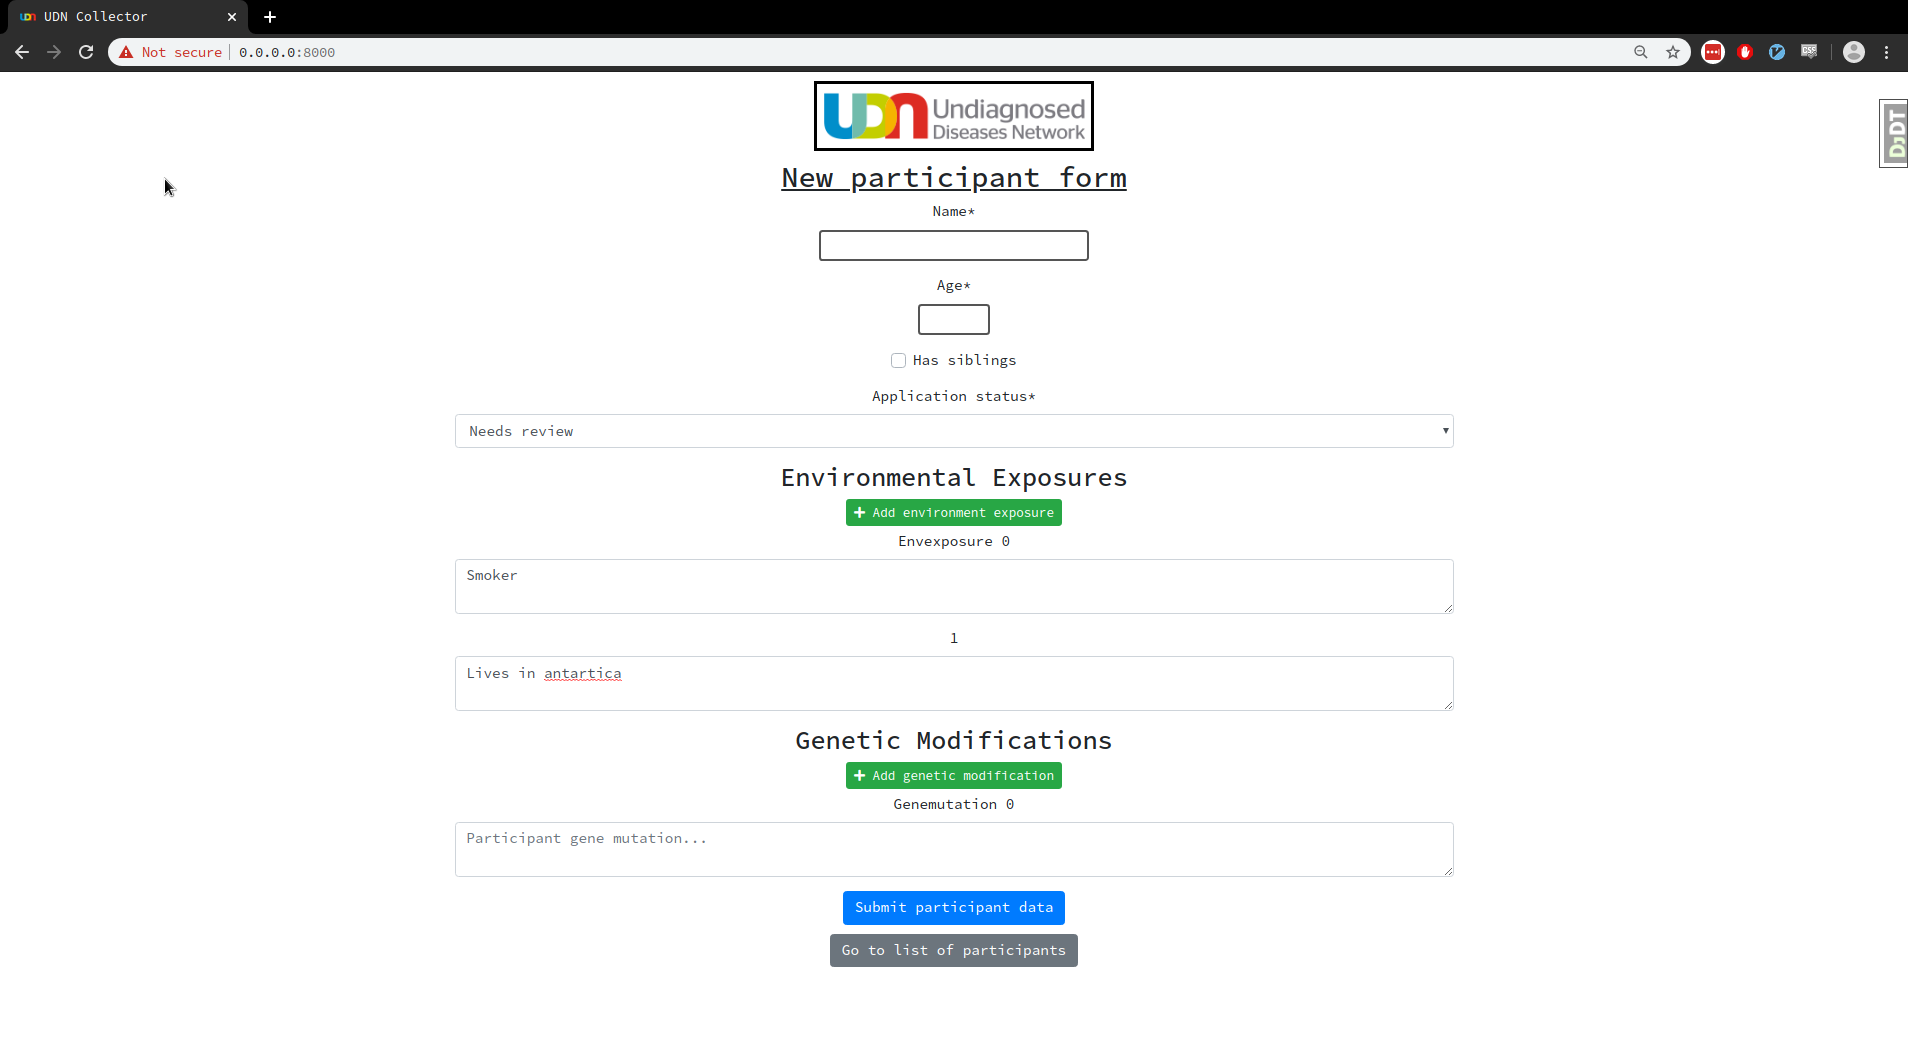 UDN Collector
Not secure
0.0.0.0:8000
UDN Undiagnosed
Diseases Network
DJDT
New participant form
Name*
Age*
Has siblings
Application status*
Needs review
Environmental Exposures
Add environment exposure
Envexposure 0
Smoker
1
Lives in antartica
Genetic Modifications
Add genetic modification
Genemutation 0
Participant gene mutation...
Submit participant data
Go to list of participants